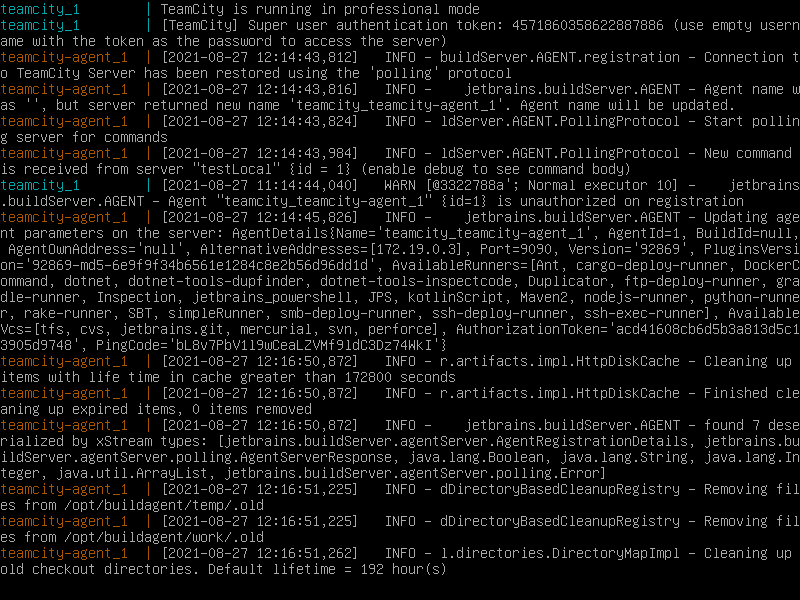 teamcity_1        | TeamCity is running in professional mode
teamcity_1        | [TeamCity] Super user authentication token: 4571860358622887886 (use empty usern
ame with the token as the password to access the server)
teamcity-agent_1  | [2021-08-27 12:14:43,812]   INFO - buildServer.AGENT.registration - Connection t
o TeamCity Server has been restored using the 'polling' protocol
teamcity-agent_1  | [2021-08-27 12:14:43,816]   INFO -    jetbrains.buildServer.AGENT - Agent name w
as '', but server returned new name 'teamcity_teamcity-agent_1'. Agent name will be updated.
teamcity-agent_1  | [2021-08-27 12:14:43,824]   INFO - ldServer.AGENT.PollingProtocol - Start pollin
g server for commands
teamcity-agent_1  | [2021-08-27 12:14:43,984]   INFO - ldServer.AGENT.PollingProtocol - New command
is received from server "testLocal" {id = 1} (enable debug to see command body)
teamcity_1        | [2021-08-27 11:14:44,040]   WARN [03322788a'; Normal executor 10] -    jetbrains
.buildServer.AGENT - Agent "teamcity_teamcity-agent_1" {id=1} is unauthorized on registration
teamcity-agent_1  | [2021-08-27 12:14:45,826]   INFO -    jetbrains.buildServer.AGENT - Updating age
nt parameters on the server: AgentDetails{Name='teamcity_teamcity-agent_1', AgentId=1, BuildId=null,
 AgentOwnAddress='null', AlternativeAddresses=[172.19.0.3], Port=9090, Version='92869', PluginsVersi
on='92869-md5-6e9f9f34b6561e1284c8e2b56d96dd1d', AvailableRunners=[Ant, cargo-deploy-runner, DockerC
ommand, dotnet, dotnet-tools-dupfinder, dotnet-tools-inspectcode, Duplicator, ftp-deploy-runner, gra
dle-runner, Inspection, jetbrains_powershell, JPS, kotlinScript, Maven2, nodejs-runner, python-runne
r, rake-runner, SBT, simpleRunner, smb-deploy-runner, ssh-deploy-runner, ssh-exec-runner], Available
Vcs=[tfs, cvs, jetbrains.git, mercurial, svn, perforce], AuthorizationToken='acd41608cb6d5b3a813d5c1
3905d9748', PingCode='bL8v7PbV1l9wCeaLZVMf9ldC3Dz74WkI'}
teamcity-agent_1  | [2021-08-27 12:16:50,872]   INFO - r.artifacts.impl.HttpDiskCache - Cleaning up
items with life time in cache greater than 172800 seconds
teamcity-agent_1  | [2021-08-27 12:16:50,872]   INFO - r.artifacts.impl.HttpDiskCache - Finished cle
aning up expired items, 0 items removed
teamcity-agent_1  | [2021-08-27 12:16:50,872]   INFO -    jetbrains.buildServer.AGENT - found 7 dese
rialized by xStream types: [jetbrains.buildServer.agentServer.AgentRegistrationDetails, jetbrains.bu
ildServer.agentServer.polling.AgentServerResponse, java.lang.Boolean, java.lang.String, java.lang.In
teger, java.util.ArrayList, jetbrains.buildServer.agentServer.polling.Error]
teamcity-agent_1  | [2021-08-27 12:16:51,225]   INFO - dDirectoryBasedCleanupRegistry - Removing fil
es from /opt/buildagent/temp/.old
teamcity-agent_1  | [2021-08-27 12:16:51,225]   INFO - dDirectoryBasedCleanupRegistry - Removing fil
es from /opt/buildagent/work/.old
teamcity-agent_1  | [2021-08-27 12:16:51,262]   INFO - l.directories.DirectoryMapImpl - Cleaning up
old checkout directories. Default lifetime = 192 hour(s)